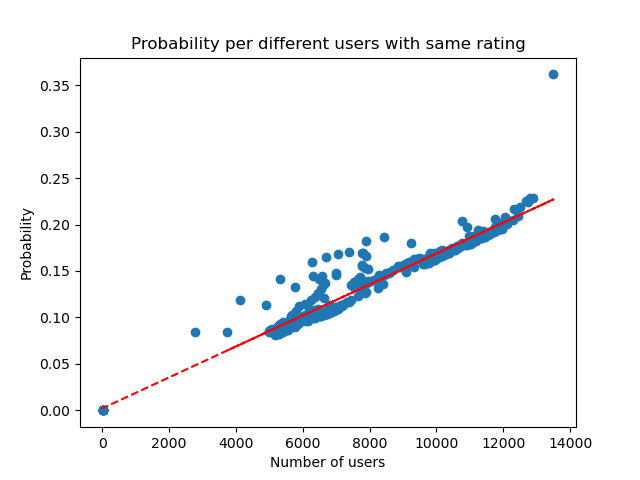 Probability per different users with same rating
0.35
0.30
0.25
0.20
0.15
0.10
0.05
0.00
Probability
0 2000 4000 6000 8000 10000 12000 14000
Number of users